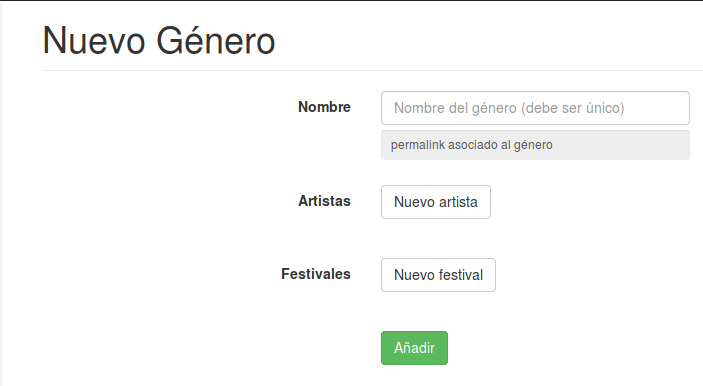 Nuevo Género
Nombre
Nombre del género (debe ser único)
permalink asociado al género
Artistas
Nuevo artista
Festivales
Nuevo festival
Añadir